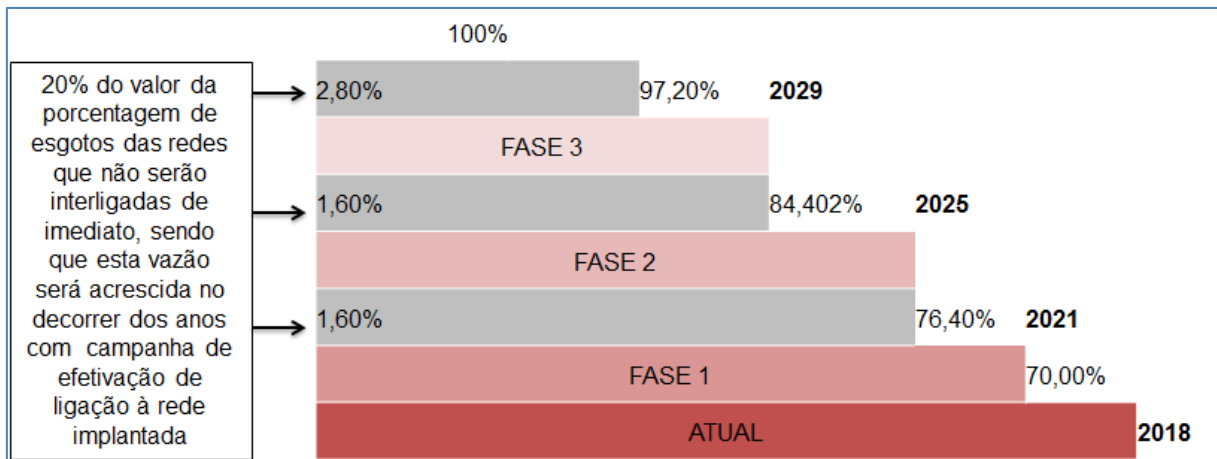 100%
20% do valor da
porcentagem de
esgotos das redes
que não serão
interligadas de
imediato, sendo
que esta vazão
será acrescida no
decorrer dos anos
com campanha de
efetivação de
ligação à rede
implantada
2,80% 97,20% 2029
FASE 3
1,60% 84,402% 2025
FASE 2
1,60% 76,40% 2021
FASE 1 70,00%
ATUAL 2018